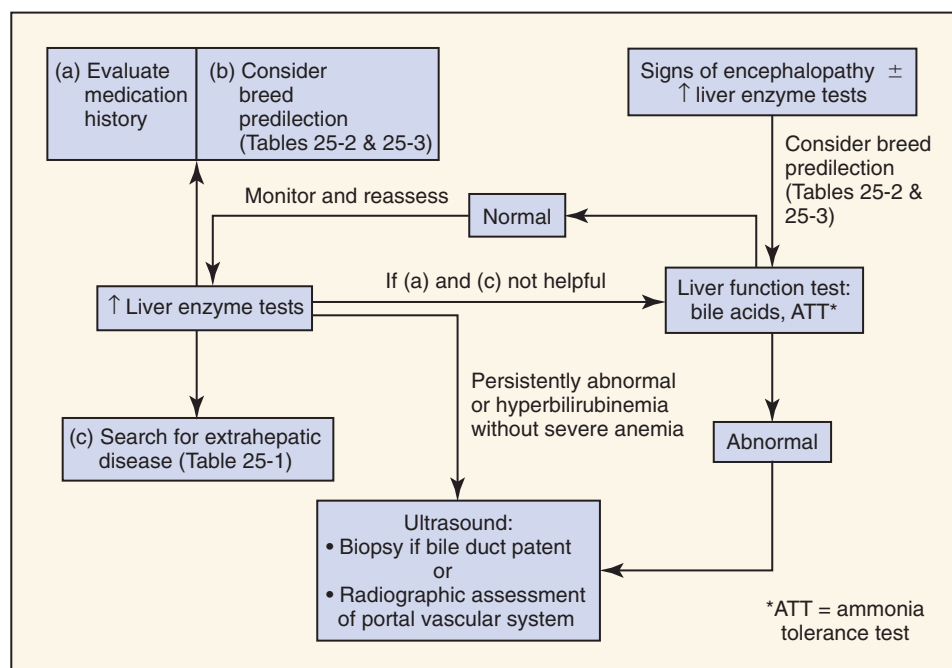 (a) Evaluate
medication
history
(b) Consider
breed
predilection
(Tables 25-2 & 25-3)
Signs of encephalopathy ±
↑ liver enzyme tests
Consider breed
predilection
(Tables 25-2 &
25-3)
Monitor and reassess
Normal
If (a) and (c) not helpful
↑ Liver enzyme tests
Liver function test:
bile acids, ATT*
Persistently abnormal
or hyperbilirubinemia
without severe anemia
(c) Search for extrahepatic
disease (Table 25-1)
Abnormal
Ultrasound:
• Biopsy if bile duct patent
or
• Radiographic assessment
of portal vascular system
*ATT = ammonia
tolerance test